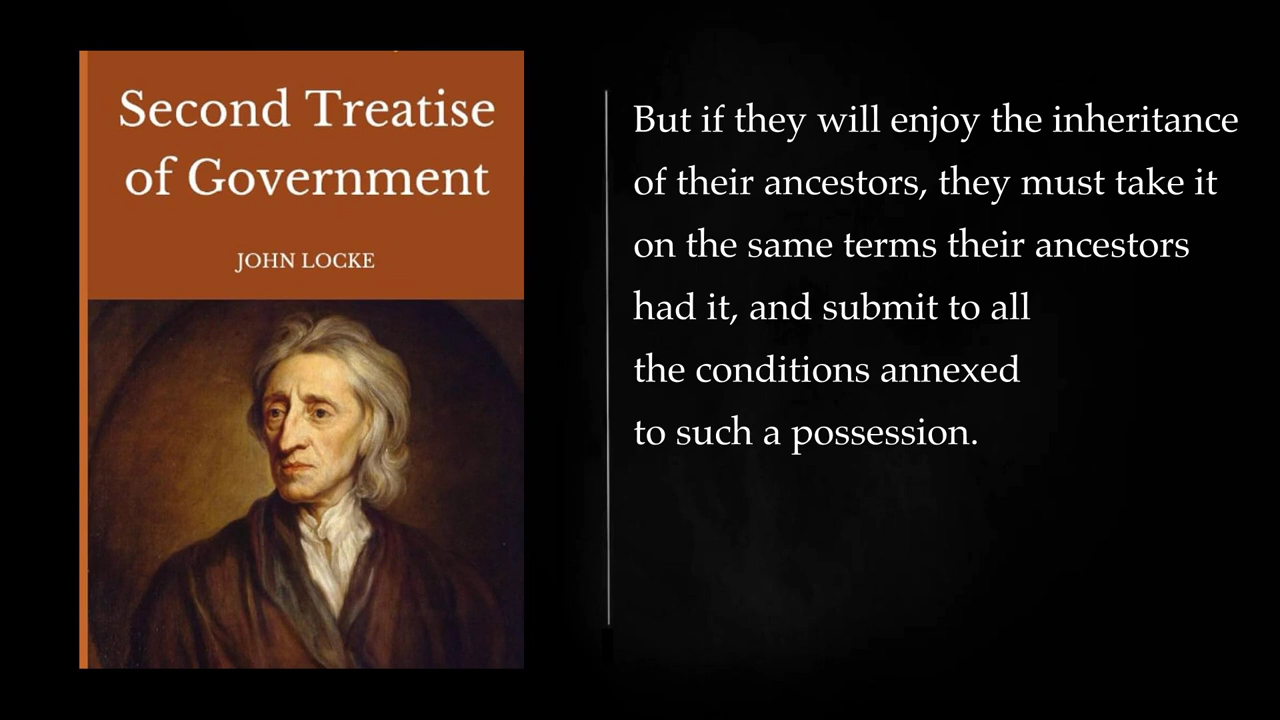 Second Treatise
of Government
JOHN LOCKE
But if they will enjoy the inheritance
of their ancestors, they must take it
on the same terms their ancestors
had it, and submit to all
the conditions annexed
to such a possession.